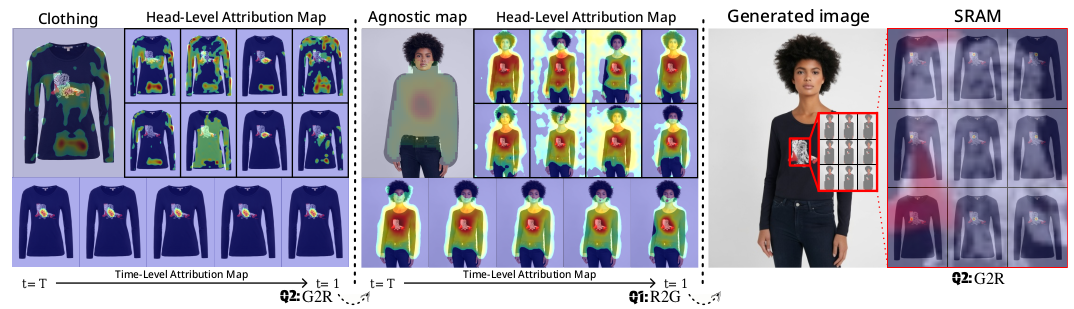 Clothing
Head-Level Attribution Map
Agnostic map
Head-Level Attribution Map
Generated image
SRAM
Time-Level Attribution Map
t= T
t= 1
Q2: G2R
Time-Level Attribution Map
t= T
t= 1
Q1: R2G
Q2: G2R